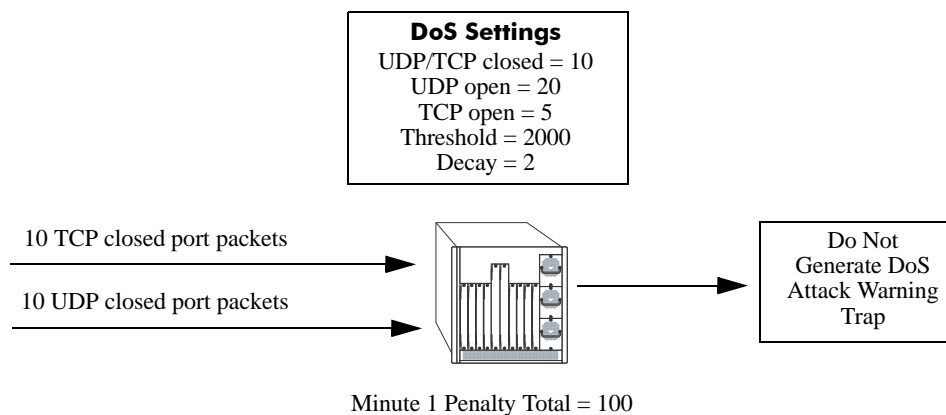 DoS Settings
UDP/TCP closed = 10
UDP open = 20
TCP open = 5
Threshold = 2000
Decay = 2
10 TCP closed port packets
10 UDP closed port packets
Do Not
Generate DoS
Attack Warning
Trap
Minute 1 Penalty Total = 100